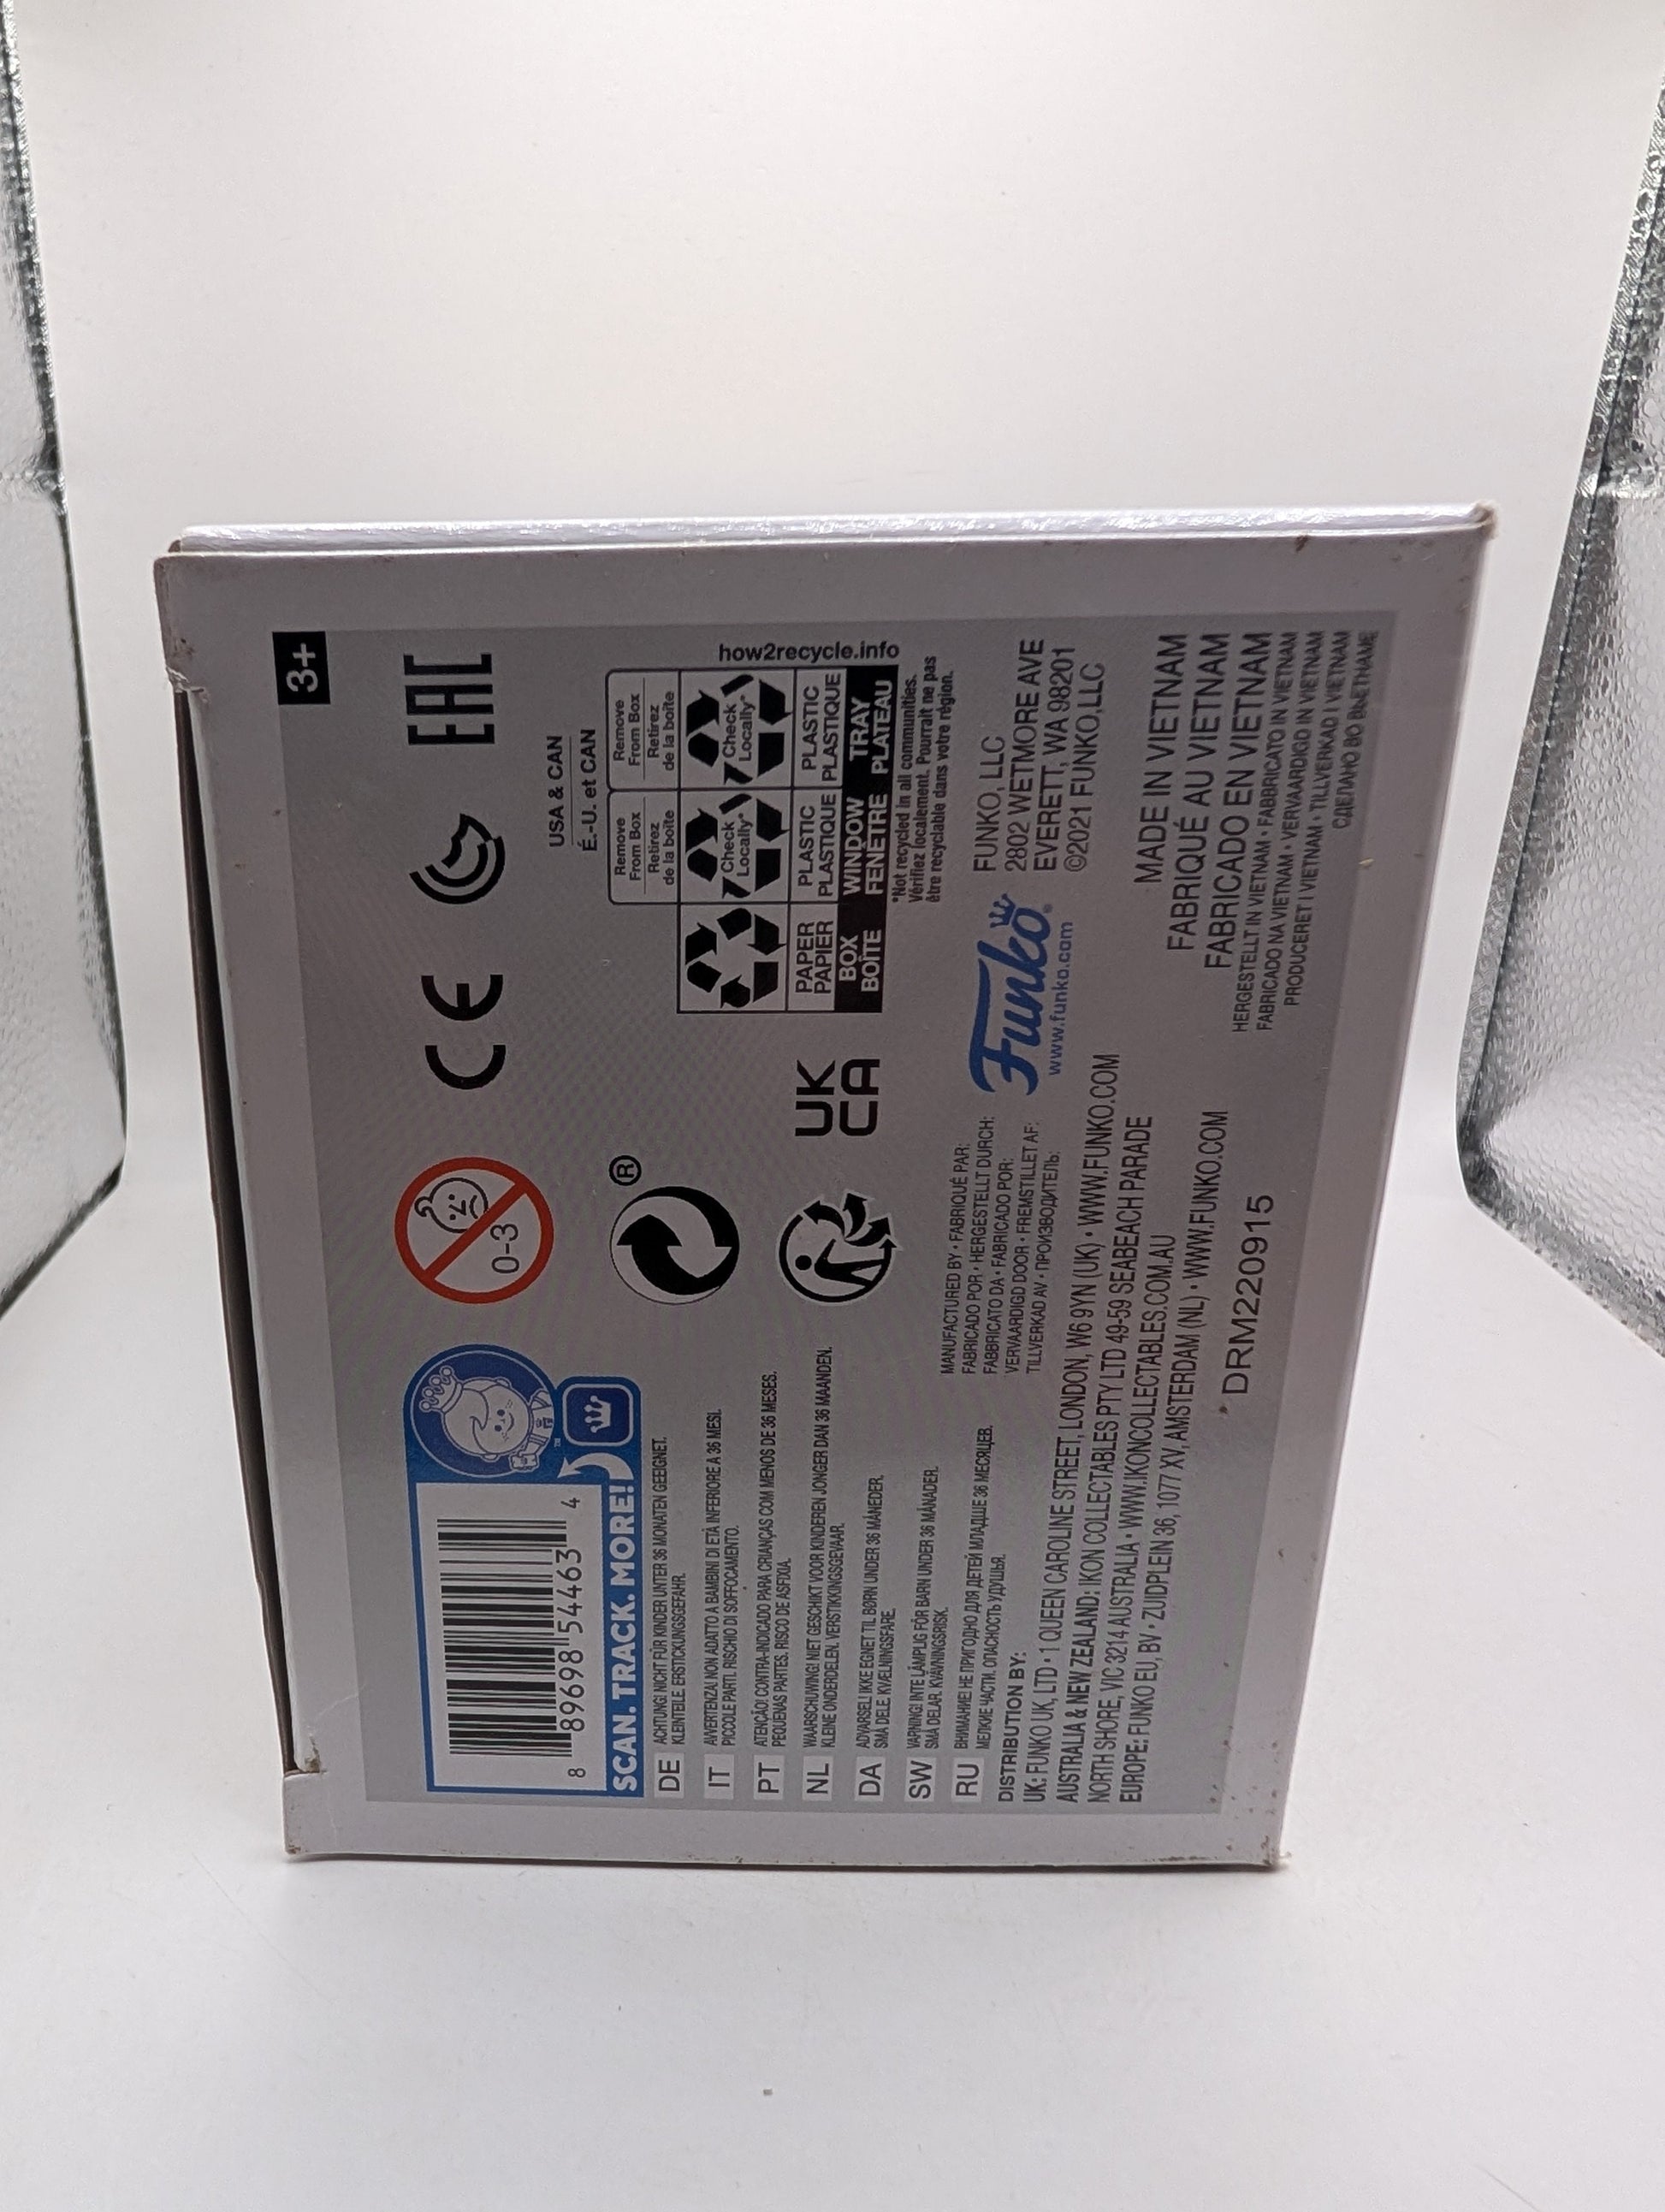 3+
8 89698 54463 4
SCAN. TRACK. MORE!
™
0-3
CE
EAC
®
UK
CA
USA & CAN
É.-U. et CAN
Remove
From Box
Retirez
de la boîte
Remove
From Box
Retirez
de la boîte
Check
Locally*
Check
Locally*
PAPER
PAPIER
PLASTIC
PLASTIQUE
PLASTIC
PLASTIQUE
BOX
BOÎTE
WINDOW
FENÊTRE
TRAY
PLATEAU
how2recycle.info
*Not recycled in all communities.
Vérifiez localement. Pourrait ne pas
être recyclable dans votre région.
DE ACHTUNG! NICHT FÜR KINDER UNTER 36 MONATEN GEEIGNET.
KLEINTEILE. ERSTICKUNGSGEFAHR.
IT AVVERTENZA! NON ADATTO A BAMBINI DI ETÀ INFERIORE A 36 MESI.
PICCOLE PARTI. RISCHIO DI SOFFOCAMENTO.
PT ATENÇÃO! CONTRA-INDICADO PARA CRIANÇAS COM MENOS DE 36 MESES.
PEQUENAS PARTES. RISCO DE ASFIXIA.
NL WAARSCHUWING! NIET GESCHIKT VOOR KINDEREN JONGER DAN 36 MAANDEN.
KLEINE ONDERDELEN. VERSTIKKINGSGEVAAR.
DA ADVARSEL! IKKE EGNET TIL BØRN UNDER 36 MÅNEDER.
SMÅ DELE. KVÆLNINGSFARE.
SW VARNING! INTE LÄMPLIG FÖR BARN UNDER 36 MÅNADER.
SMÅ DELAR. KVÄVNINGSRISK.
RU ВНИМАНИЕ! НЕ ПРИГОДНО ДЛЯ ДЕТЕЙ МЛАДШЕ 36 МЕСЯЦЕВ.
МЕЛКИЕ ЧАСТИ. ОПАСНОСТЬ УДУШЬЯ.
MANUFACTURED BY • FABRIQUÉ PAR:
FABRICADO POR • HERGESTELLT DURCH:
FABBRICATO DA • FABRICADO POR:
VERVAARDIGD DOOR • FREMSTILLET AF:
TILLVERKAD AV • ПРОИЗВОДИТЕЛЬ:
Funko®
www.funko.com
FUNKO, LLC
2802 WETMORE AVE
EVERETT, WA 98201
©2021 FUNKO, LLC
DISTRIBUTION BY:
UK: FUNKO UK, LTD • 1 QUEEN CAROLINE STREET, LONDON, W6 9YN (UK) • WWW.FUNKO.COM
AUSTRALIA & NEW ZEALAND: IKON COLLECTABLES PTY LTD 49-59 SEABEACH PARADE
NORTH SHORE, VIC 3214 AUSTRALIA • WWW.IKONCOLLECTABLES.COM.AU
EUROPE: FUNKO EU, BV • ZUIDPLEIN 36, 1077 XV, AMSTERDAM (NL) • WWW.FUNKO.COM
DRM220915
MADE IN VIETNAM
FABRIQUÉ AU VIETNAM
FABRICADO EN VIETNAM
HERGESTELLT IN VIETNAM • FABBRICATO IN VIETNAM
FABRICADO NA VIETNAM • VERVAARDIGD IN VIETNAM
PRODUCERET I VIETNAM • TILLVERKAD I VIETNAM
СДЕЛАНО ВО ВЬЕТНАМЕ